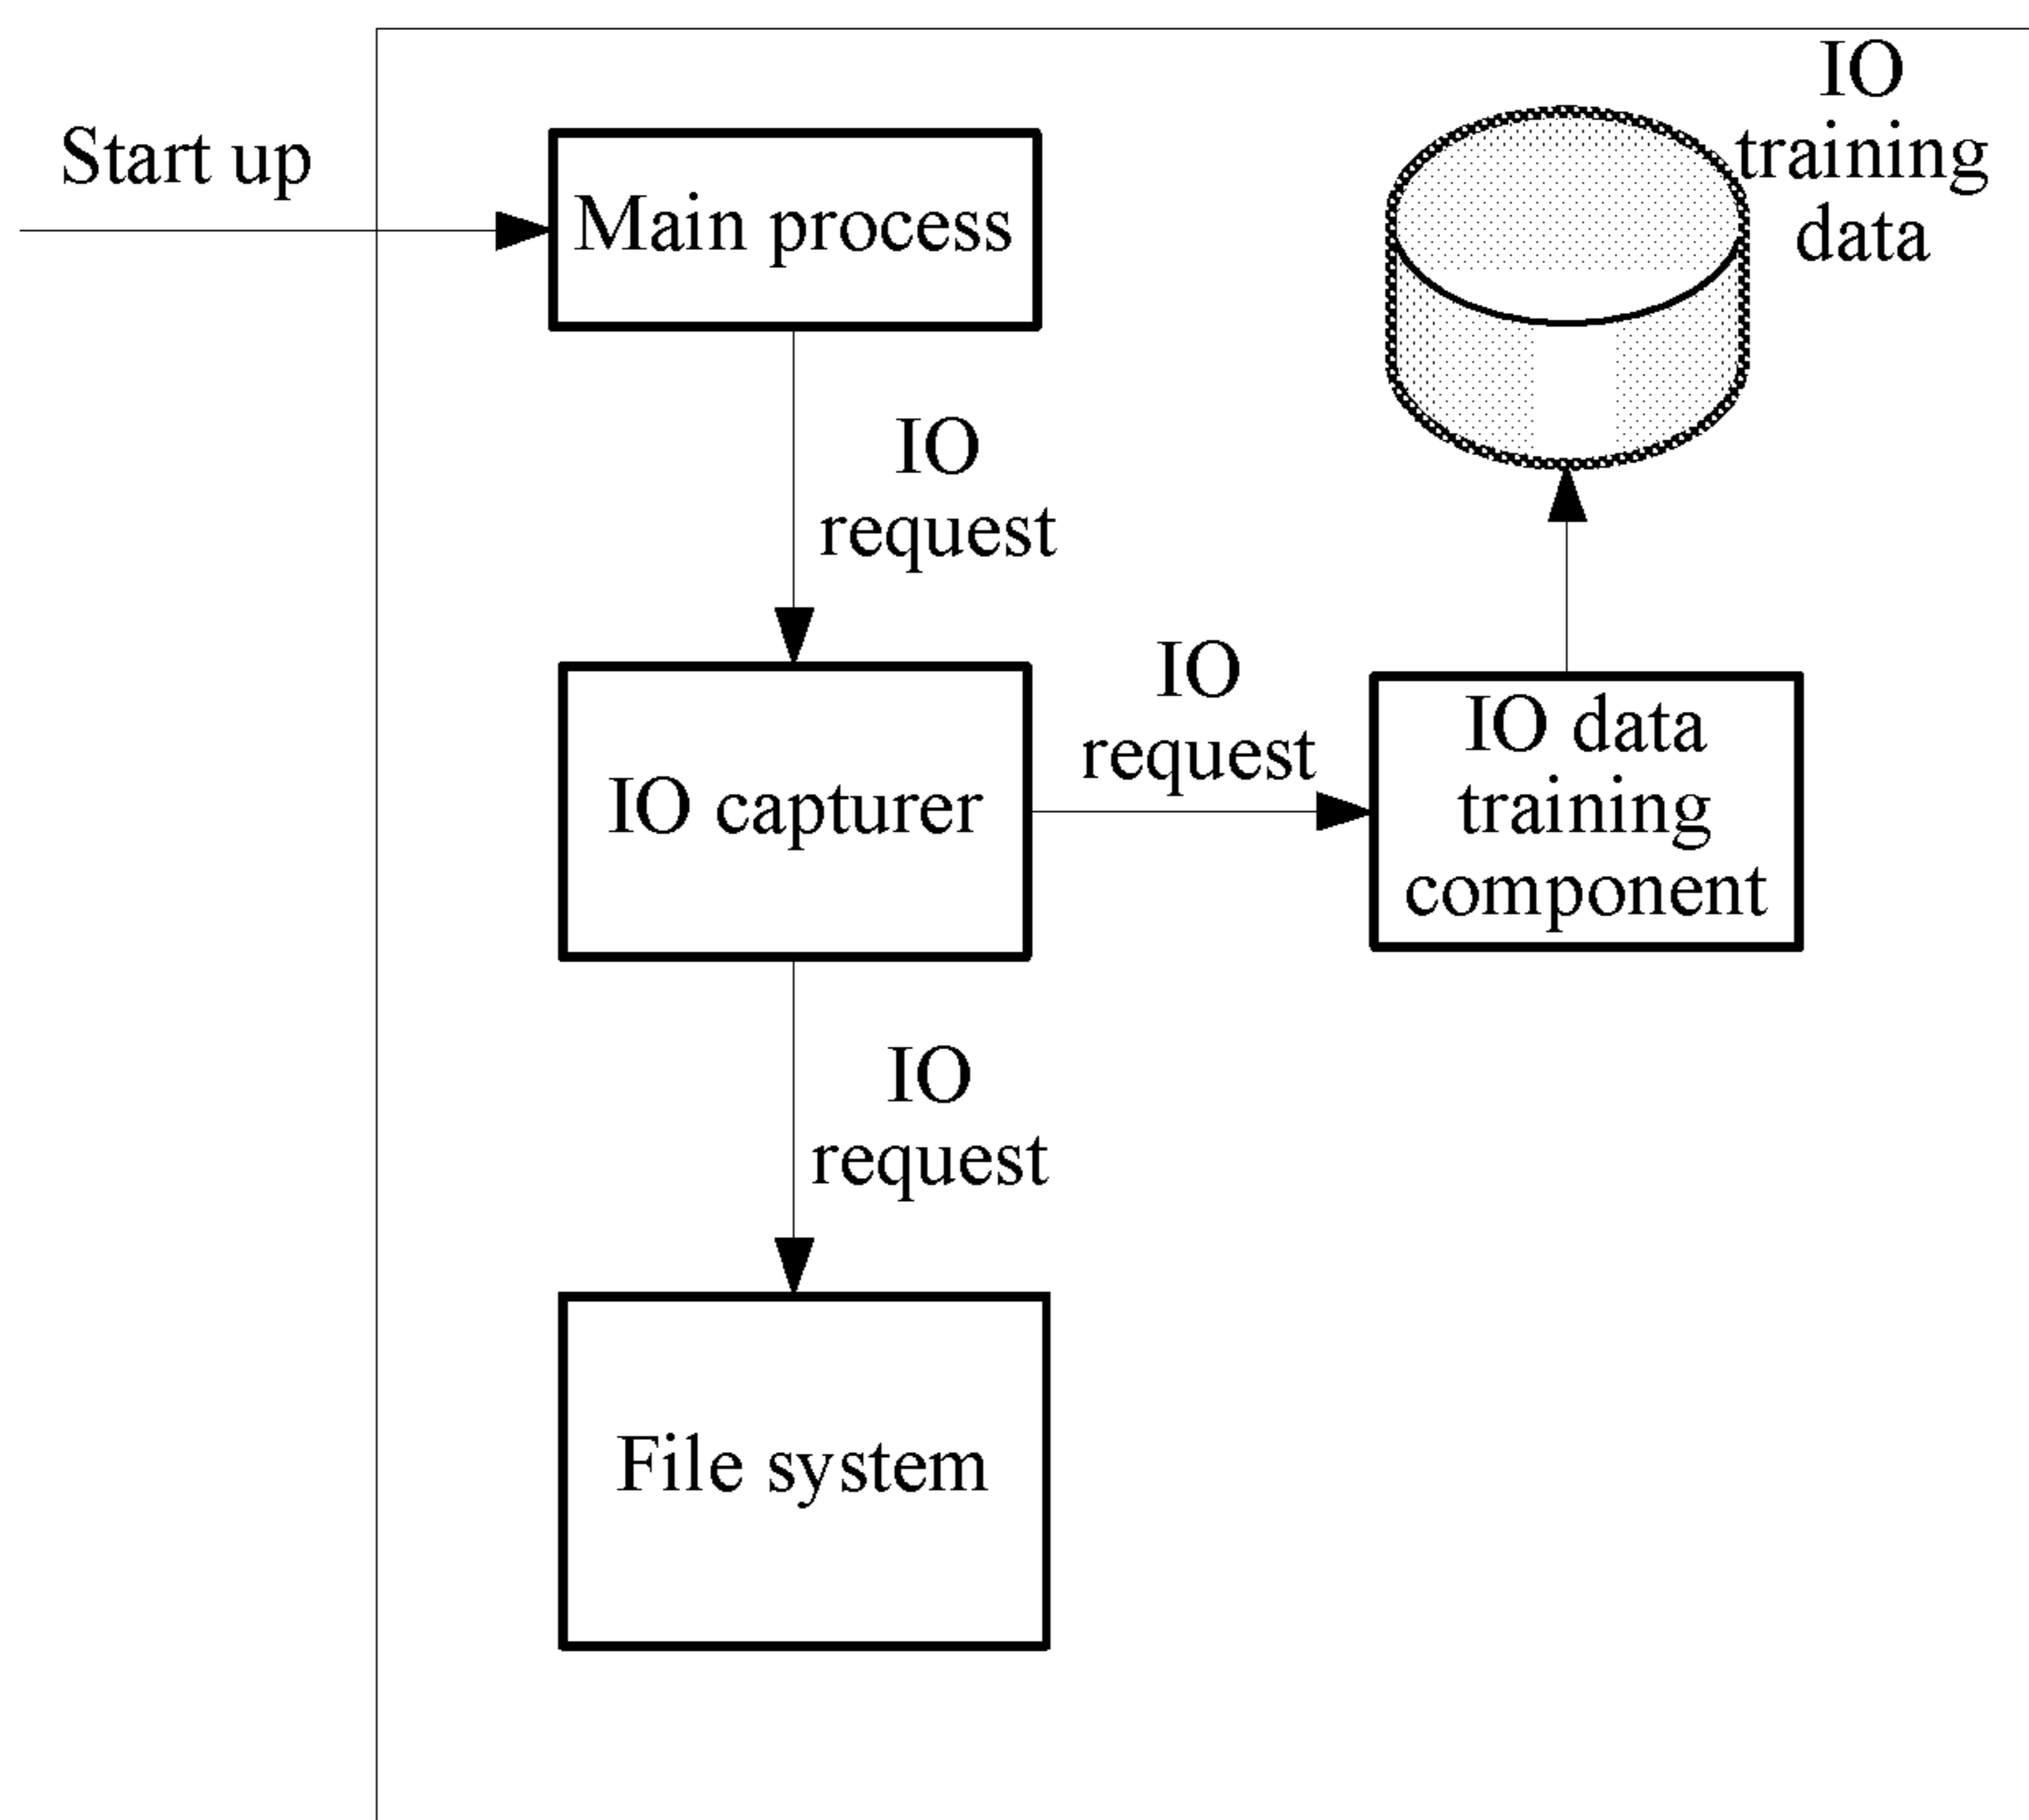 Start up
Main process
IO
training
data
IO
request
IO capturer
IO
request
IO data
training
component
IO
request
File system